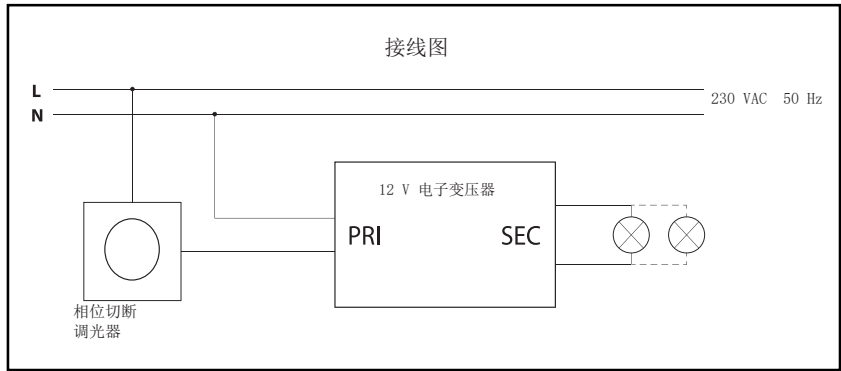 接线图
L
N
230 VAC 50 Hz
12 V 电子变压器
PRI
SEC
相位切断
调光器